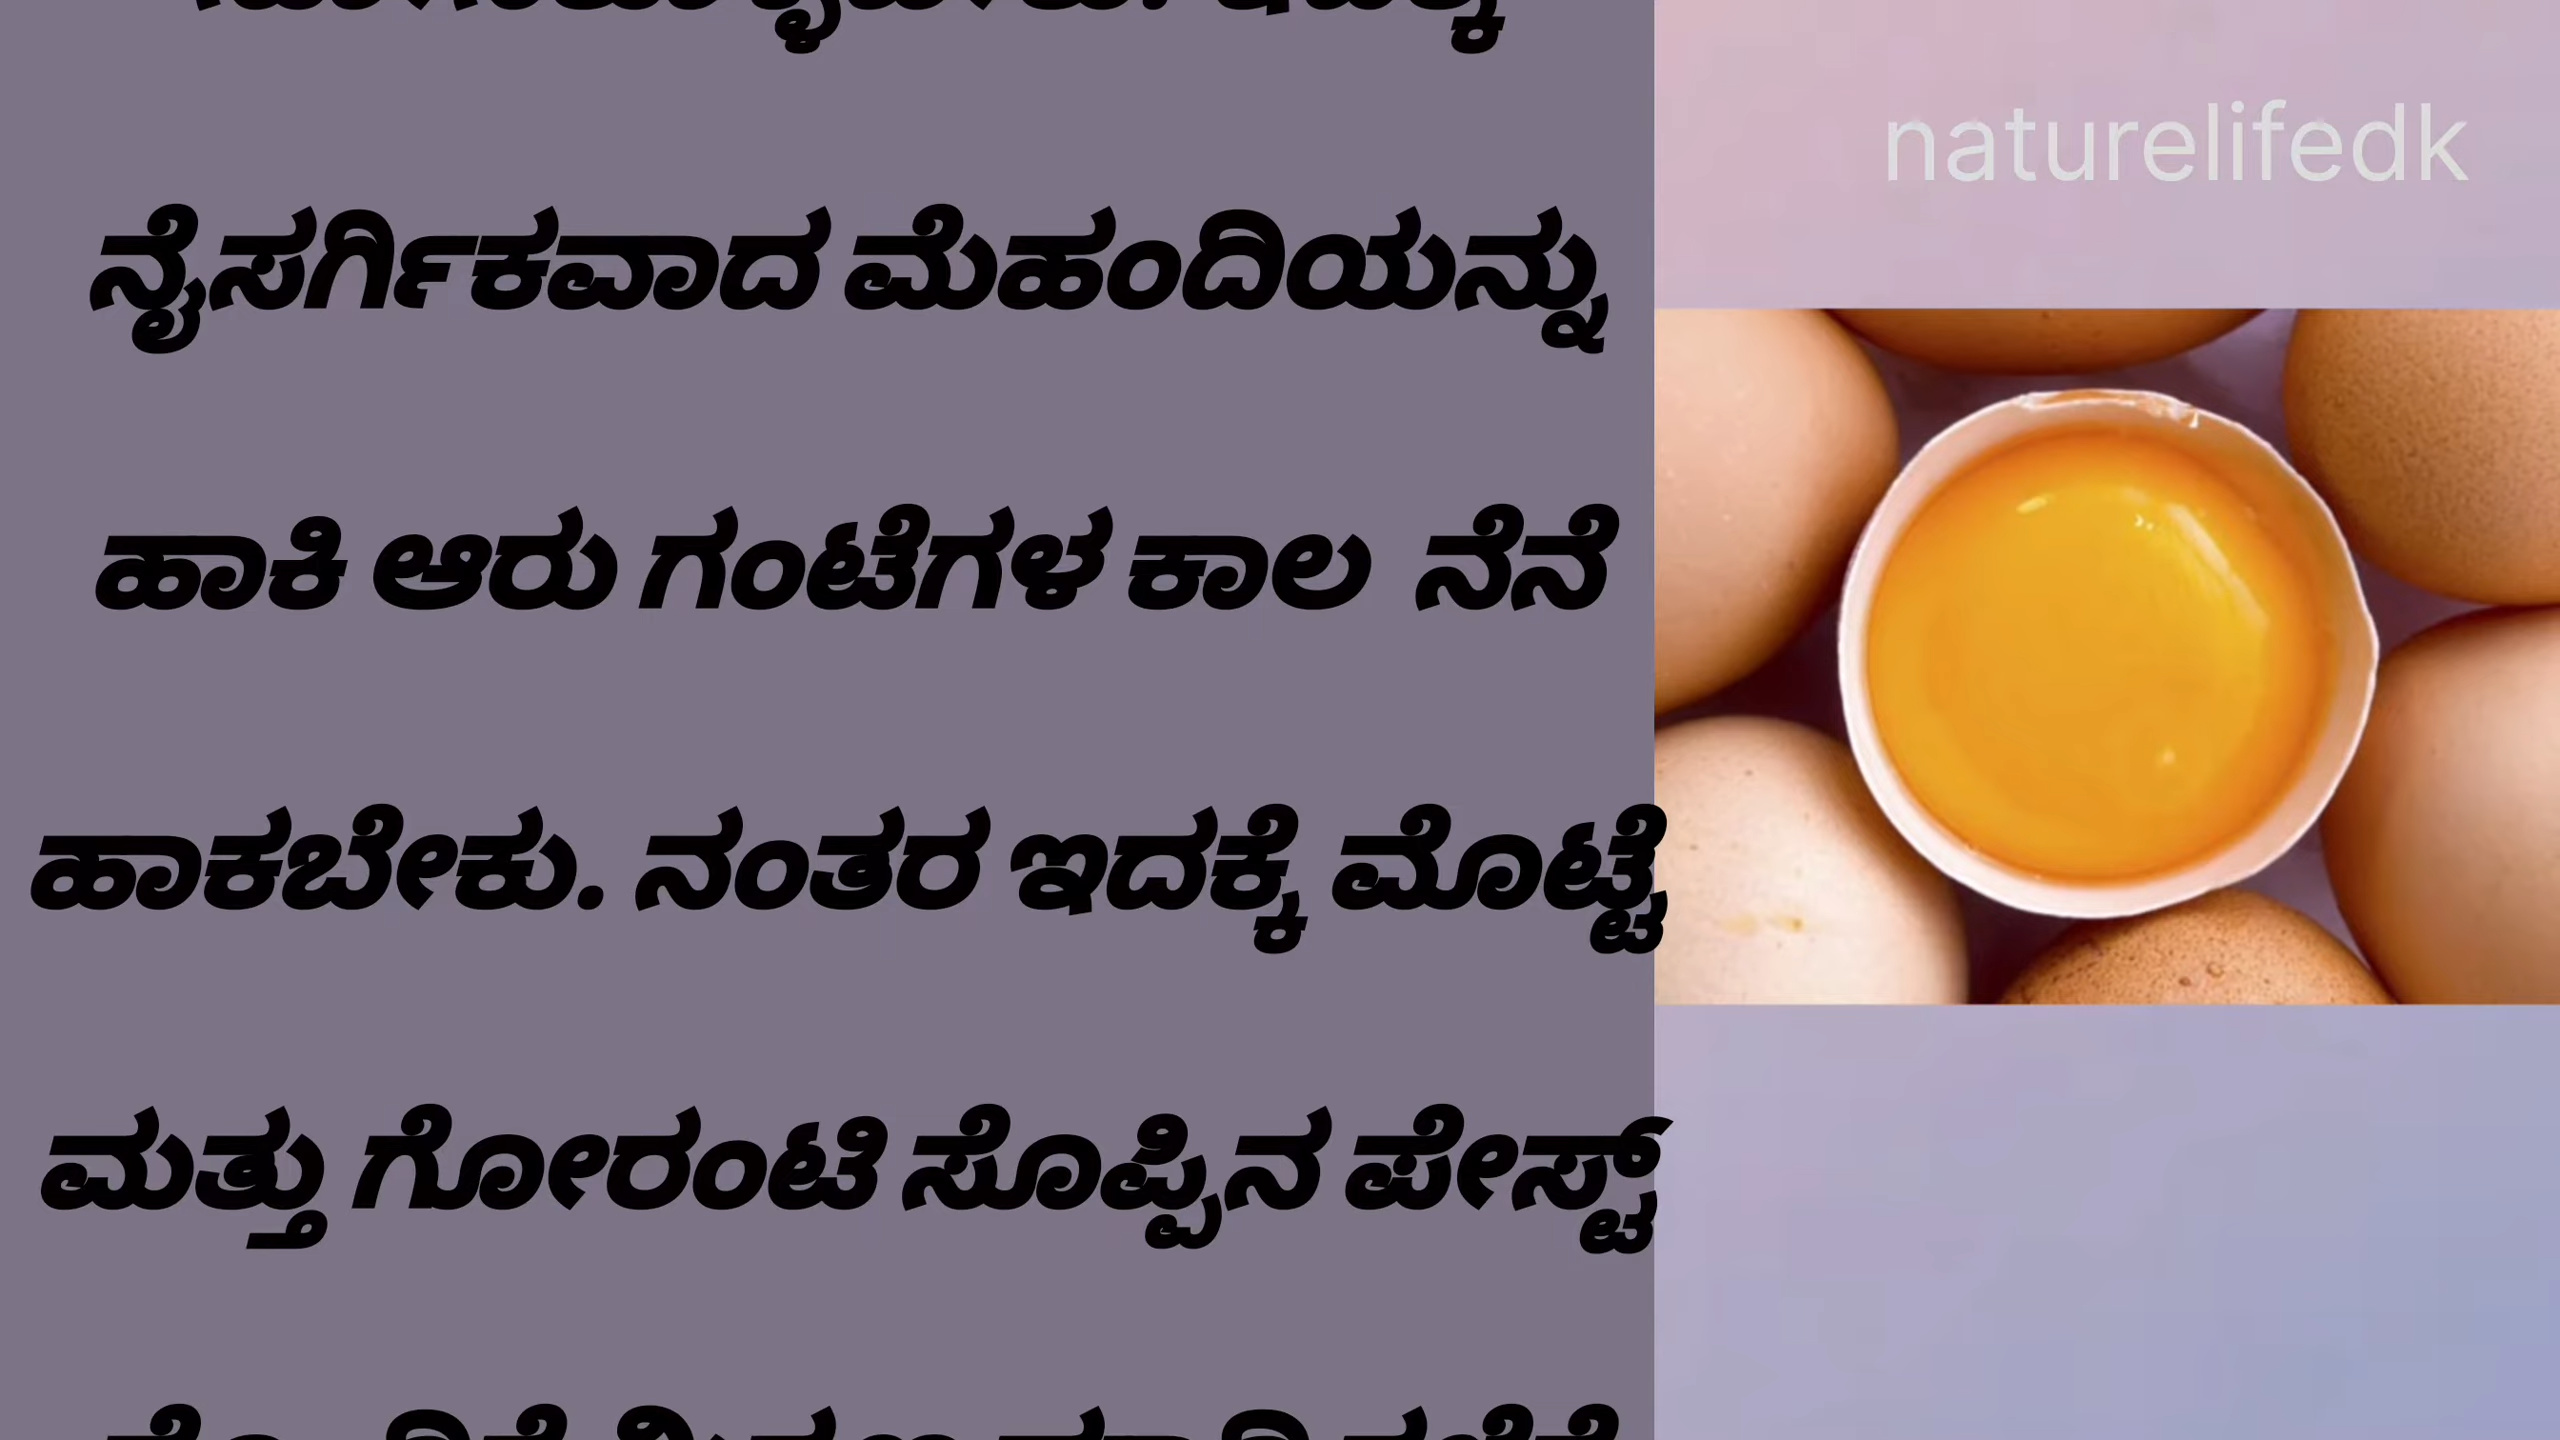 naturelifedk
ನೈಸರ್ಗಿಕವಾದ ಮೆಹಂದಿಯನ್ನು
ಹಾಕಿ ಆರು ಗಂಟೆಗಳ ಕಾಲ ನೆನೆ
ಹಾಕಬೇಕು. ನಂತರ ಇದಕ್ಕೆ ಮೊಟ್ಟೆ
ಮತ್ತು ಗೋರಂಟಿ ಸೊಪ್ಪಿನ ಪೇಸ್ಟ್